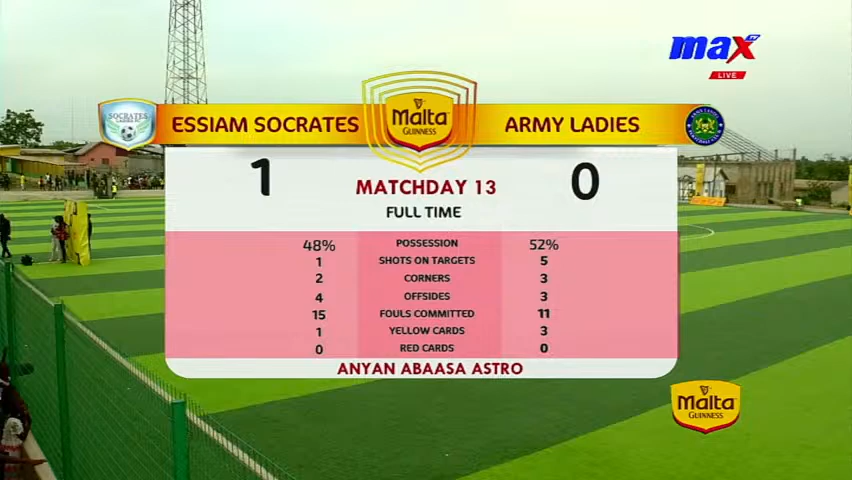 max TV
LIVE
SOCRATES
ESSIAM SOCRATES
Malta
GUINNESS
ARMY LADIES
1
MATCHDAY 13
0
FULL TIME
48% POSSESSION 52%
1 SHOTS ON TARGETS 5
2 CORNERS 3
4 OFFSIDES 3
15 FOULS COMMITTED 11
1 YELLOW CARDS 3
0 RED CARDS 0
ANYAN ABAASA ASTRO
Malta
GUINNESS